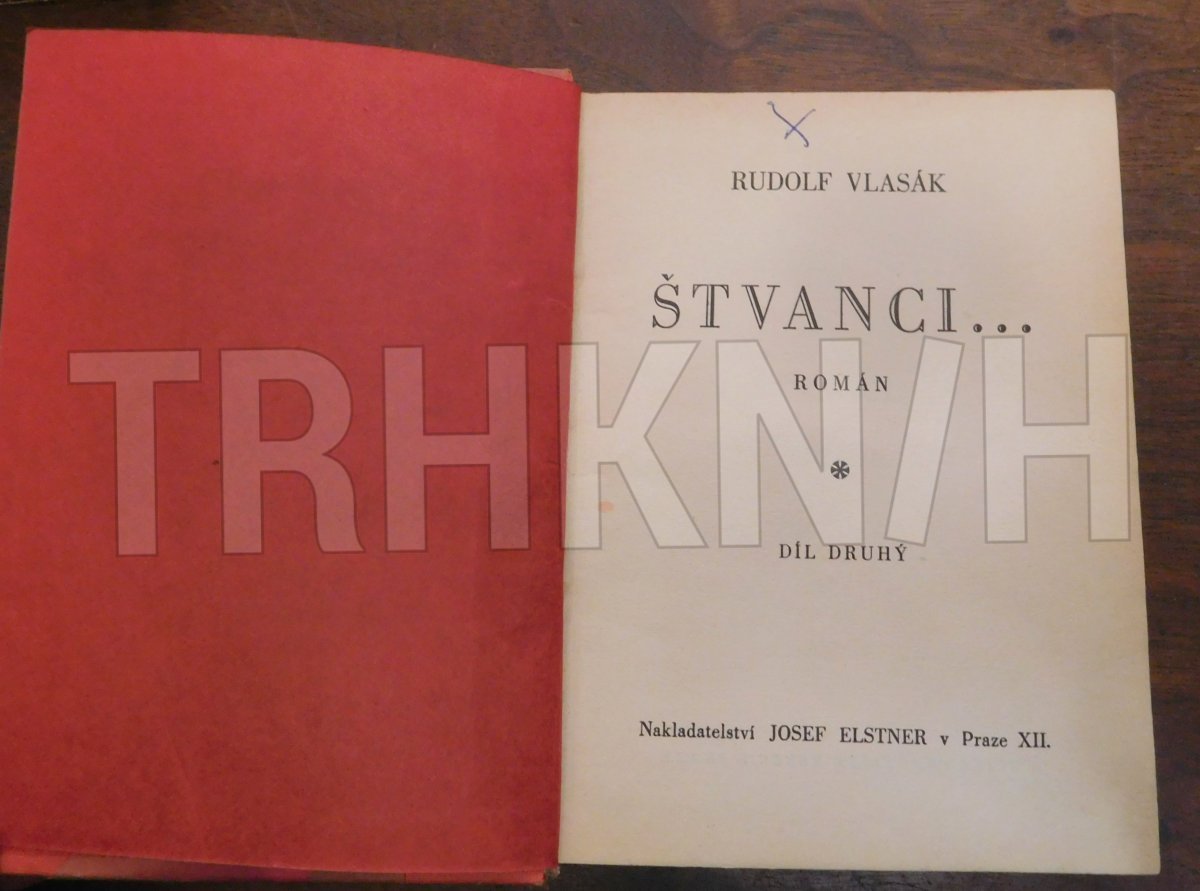 RUDOLF VLASÁK
ŠTVANCI...
ROMÁN
TRHKNIH
DÍL DRUHÝ
Nakladatelství JOSEF ELSTNER v Praze XII.